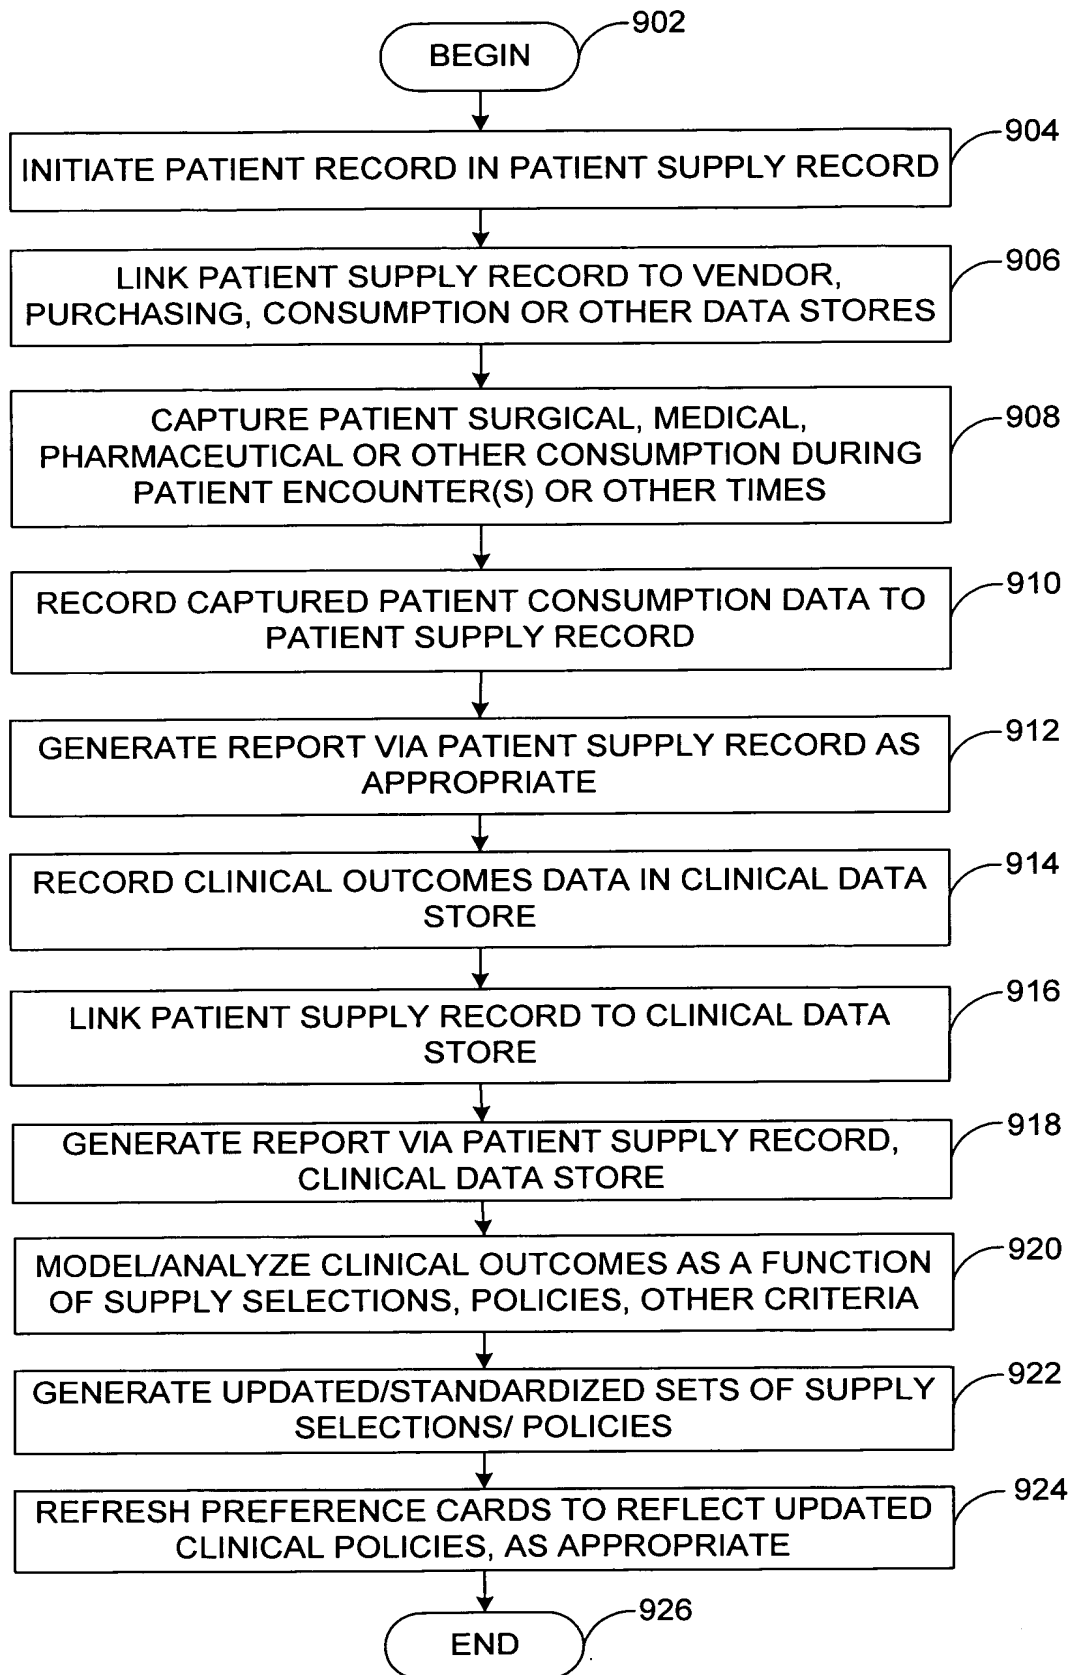 902
BEGIN
904
INITIATE PATIENT RECORD IN PATIENT SUPPLY RECORD
906
LINK PATIENT SUPPLY RECORD TO VENDOR,
PURCHASING, CONSUMPTION OR OTHER DATA STORES
908
CAPTURE PATIENT SURGICAL, MEDICAL,
PHARMACEUTICAL OR OTHER CONSUMPTION DURING
PATIENT ENCOUNTER(S) OR OTHER TIMES
910
RECORD CAPTURED PATIENT CONSUMPTION DATA TO
PATIENT SUPPLY RECORD
912
GENERATE REPORT VIA PATIENT SUPPLY RECORD AS
APPROPRIATE
914
RECORD CLINICAL OUTCOMES DATA IN CLINICAL DATA
STORE
916
LINK PATIENT SUPPLY RECORD TO CLINICAL DATA
STORE
918
GENERATE REPORT VIA PATIENT SUPPLY RECORD,
CLINICAL DATA STORE
920
MODEL/ANALYZE CLINICAL OUTCOMES AS A FUNCTION
OF SUPPLY SELECTIONS, POLICIES, OTHER CRITERIA
922
GENERATE UPDATED/STANDARDIZED SETS OF SUPPLY
SELECTIONS/ POLICIES
924
REFRESH PREFERENCE CARDS TO REFLECT UPDATED
CLINICAL POLICIES, AS APPROPRIATE
926
END